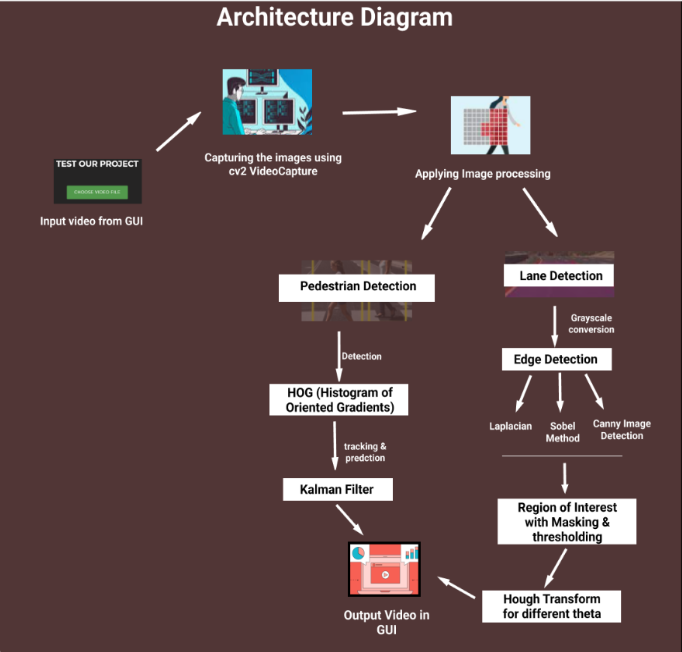 Architecture Diagram
TEST OUR PROJECT
CHOOSE VIDEO FILE
Input video from GUI
Capturing the images using
cv2 VideoCapture
Applying Image processing
Pedestrian Detection
Detection
HOG (Histogram of
Oriented Gradients)
tracking &
predction
Kalman Filter
Lane Detection
Grayscale
conversion
Edge Detection
Laplacian
Sobel
Method
Canny Image
Detection
Region of Interest
with Masking &
thresholding
Hough Transform
for different theta
Output Video in
GUI